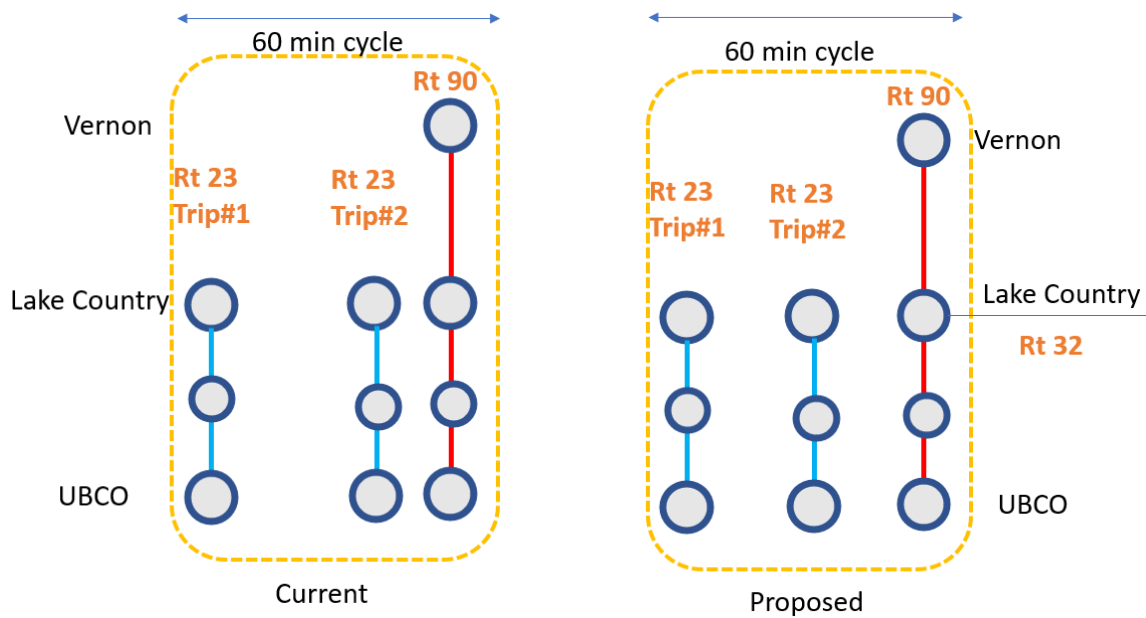 60 min cycle
Rt 90
Vernon
Rt 23
Trip#1
Rt 23
Trip#2
Lake Country
UBCO
Current
60 min cycle
Rt 90
Vernon
Rt 23
Trip#1
Rt 23
Trip#2
Lake Country
Rt 32
UBCO
Proposed